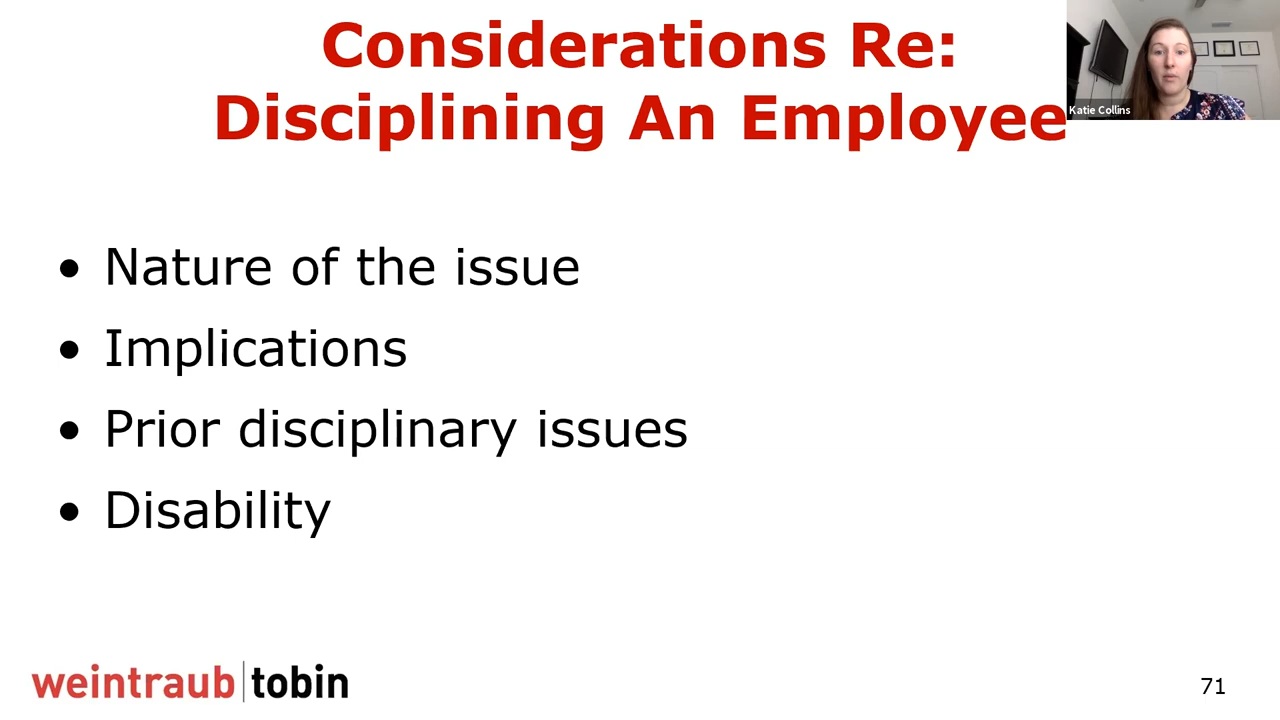 Considerations Re:
Disciplining An Employee
Katie Collins
• Nature of the issue
• Implications
• Prior disciplinary issues
• Disability
weintraub|tobin
71